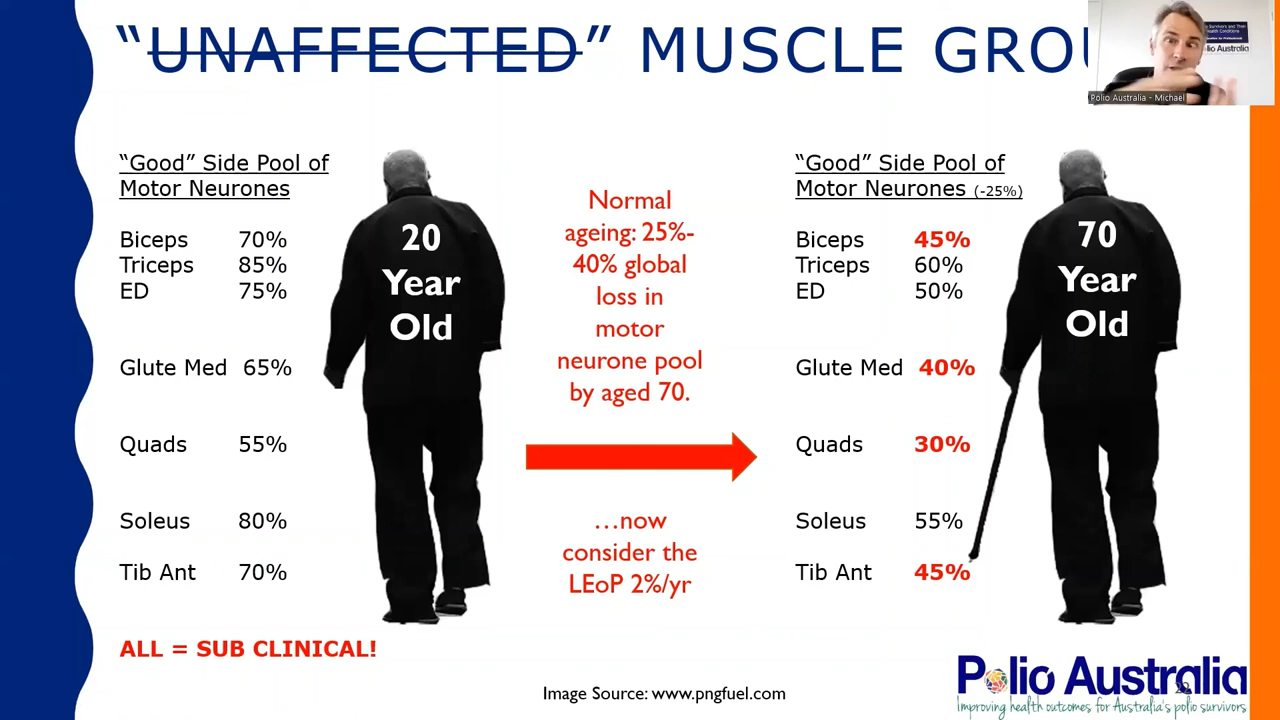 “UNAFFECTED” MUSCLE GROU
Polio Australia
Polio Australia - Michael
“Good” Side Pool of
Motor Neurones
Biceps 70%
Triceps 85%
ED 75%
Glute Med 65%
Quads 55%
Soleus 80%
Tib Ant 70%
ALL = SUB CLINICAL!
20
Year
Old
Normal
ageing: 25%-
40% global
loss in
motor
neurone pool
by aged 70.
…now
consider the
LEoP 2%/yr
“Good” Side Pool of
Motor Neurones (-25%)
Biceps 45%
Triceps 60%
ED 50%
Glute Med 40%
Quads 30%
Soleus 55%
Tib Ant 45%
70
Year
Old
Image Source: www.pngfuel.com
Polio Australia
Improving health outcomes for Australia's polio survivors